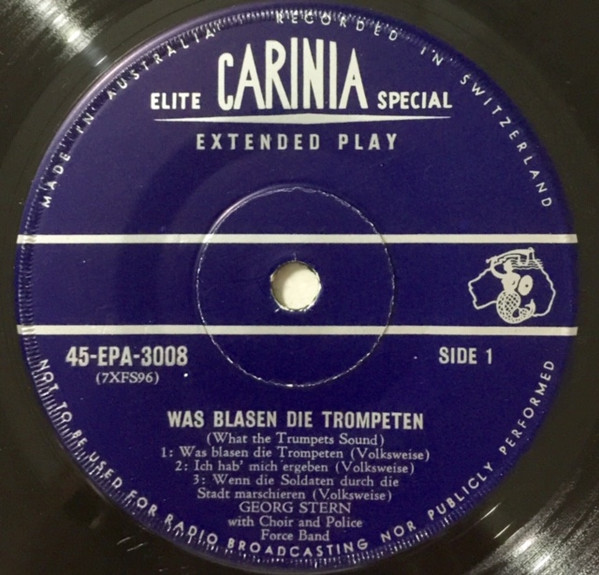 MADE IN AUSTRALIA · RECORDED IN SWITZERLAND
ELITE CARINIA SPECIAL
EXTENDED PLAY
45-EPA-3008
(7XFS96)
SIDE 1
WAS BLASEN DIE TROMPETEN
(What the Trumpets Sound)
1: Was blasen die Trompeten (Volksweise)
2: Ich hab' mich ergeben (Volksweise)
3: Wenn die Soldaten durch die
Stadt marschieren (Volksweise)
GEORG STERN
with Choir and Police
Force Band
NOT TO BE USED FOR RADIO BROADCASTING NOR PUBLICLY PERFORMED